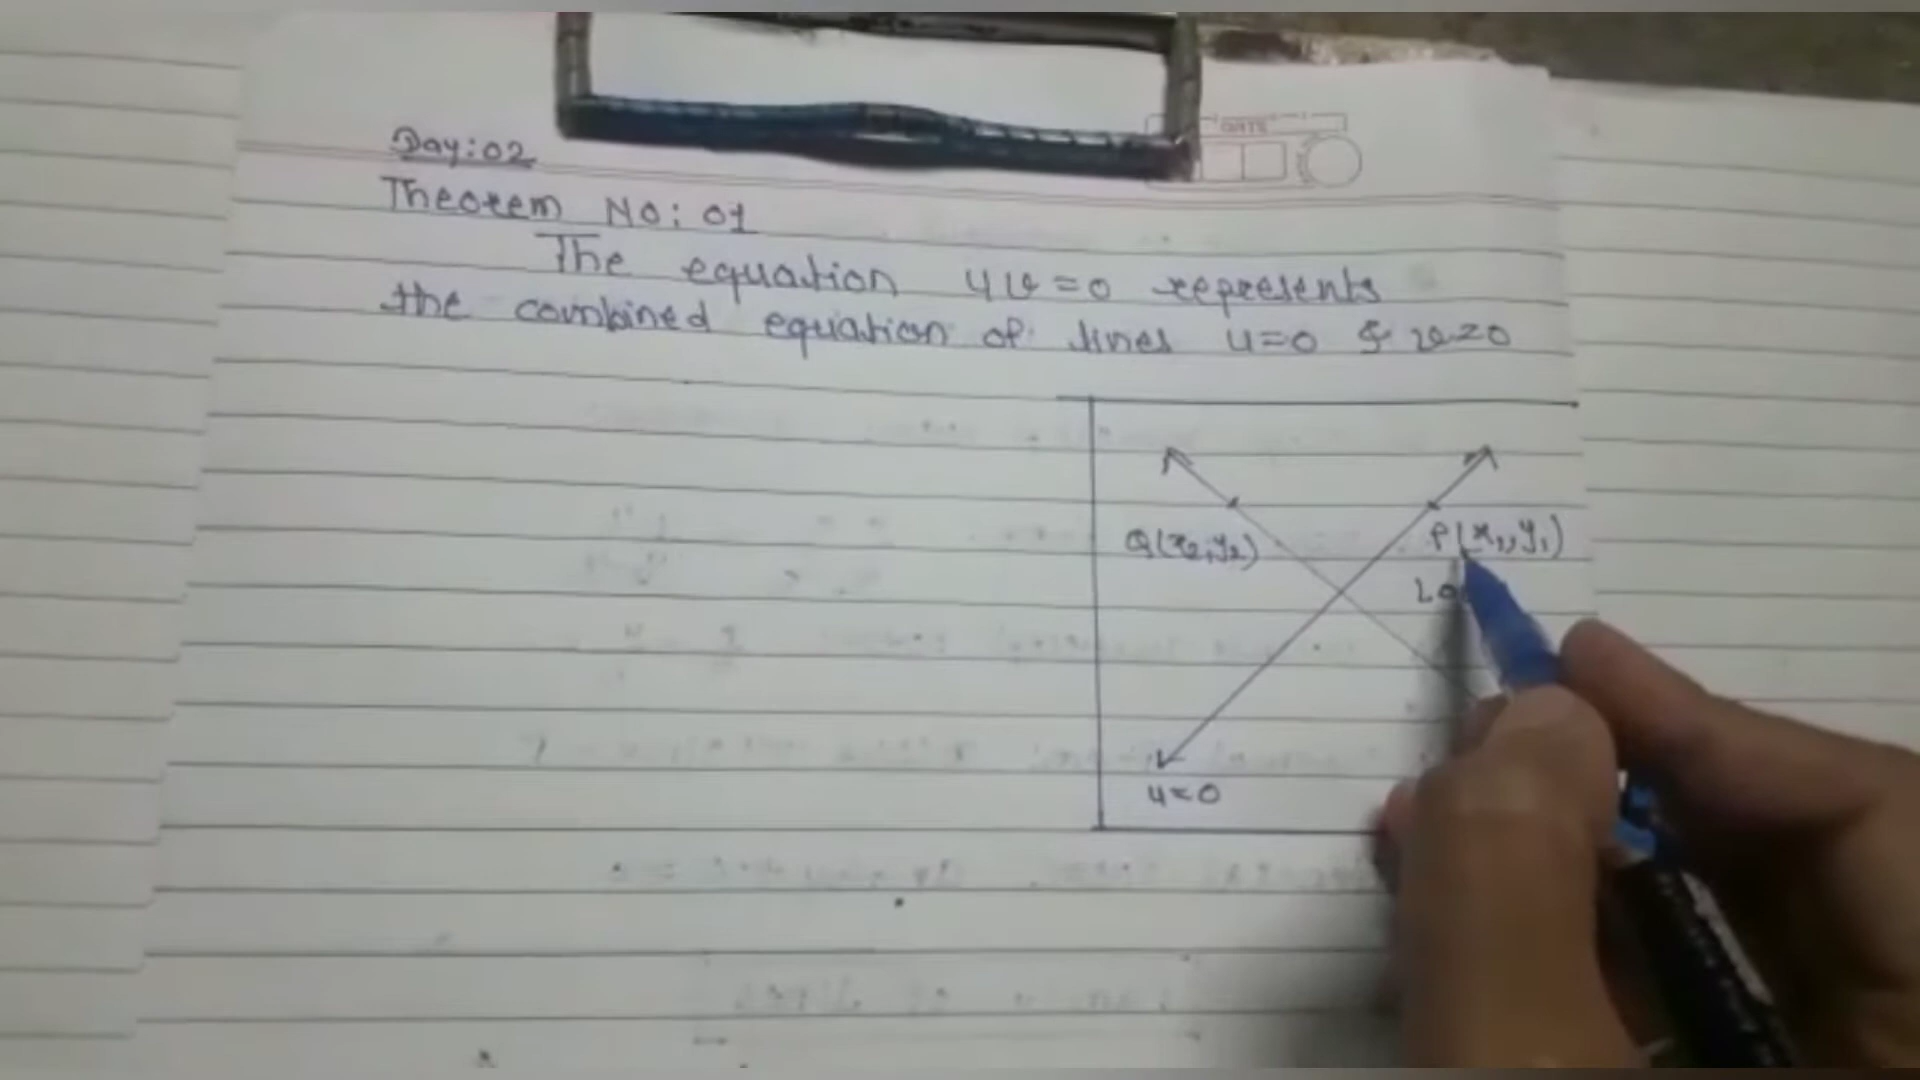 Day:02
DATE
Theorem No: 01
The equation uv=0 represents
the combined equation of lines u=0 & v=0
Q(x2,y2)
P(x1,y1)
u=0